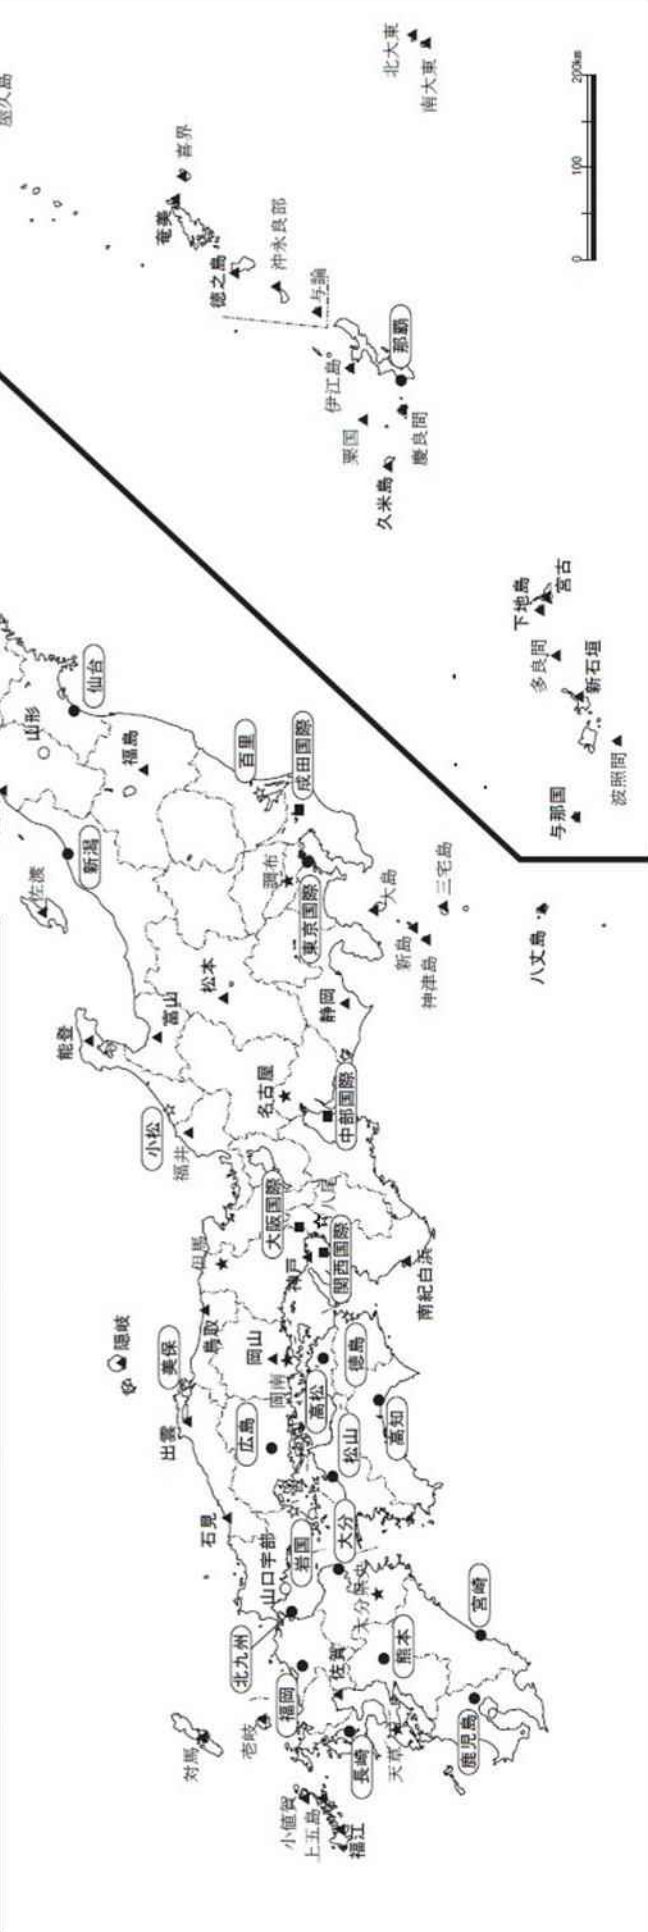 屋久島
奄美
喜界
徳之島
沖永良部
与論
伊江島
那覇
粟国
慶良間
久米島
北大東
南大東
0
100
200km
下地島
宮古
多良間
新石垣
与那国
波照間
仙台
山形
福島
新潟
佐渡
百里
成田国際
調布
東京国際
大島
三宅島
新島
神津島
八丈島
能登
富山
松本
静岡
小松
福井
名古屋
中部国際
大阪国際
八尾
但馬
神戸
関西国際
南紀白浜
鳥取
隠岐
美保
出雲
岡山
岡南
高松
徳島
広島
松山
高知
石見
山口宇部
岩国
大分
大分県央
北九州
福岡
佐賀
熊本
宮崎
対馬
壱岐
長崎
天草
鹿児島
小値賀
上五島
福江